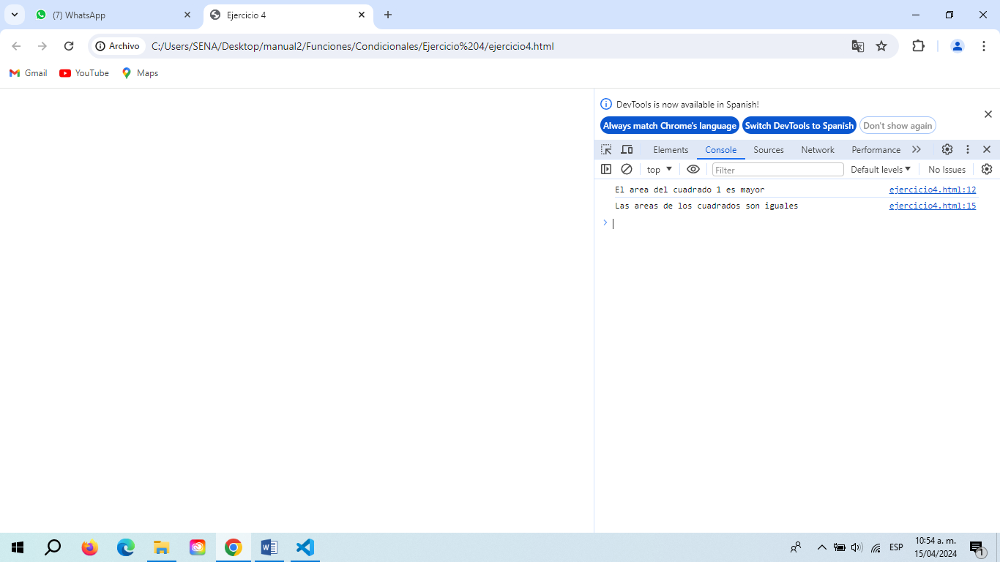 (7) WhatsApp
Ejercicio 4
Archivo
C:/Users/SENA/Desktop/manual2/Funciones/Condicionales/Ejercicio%204/ejercicio4.html
Gmail
YouTube
Maps
DevTools is now available in Spanish!
Always match Chrome's language
Switch DevTools to Spanish
Don't show again
Elements
Console
Sources
Network
Performance
top
Filter
Default levels
No Issues
El area del cuadrado 1 es mayor
ejercicio4.html:12
Las areas de los cuadrados son iguales
ejercicio4.html:15
ESP
10:54 a. m.
15/04/2024
1